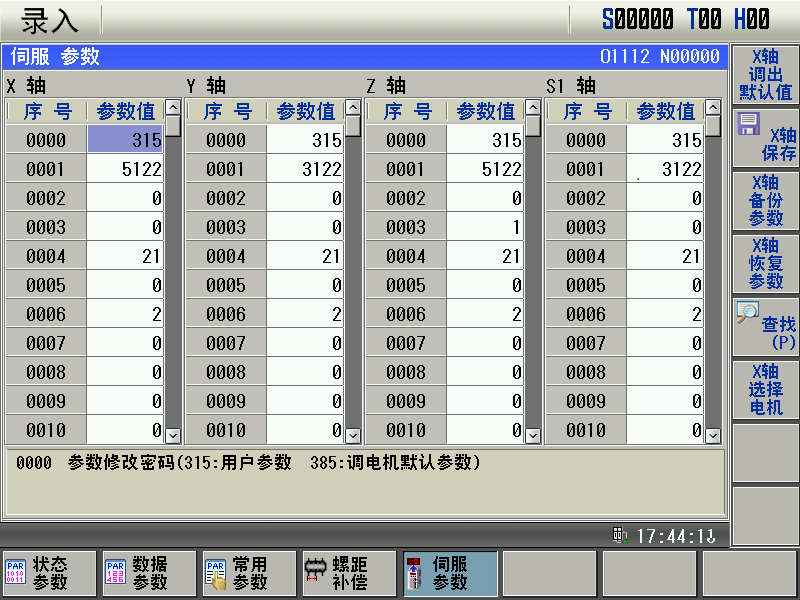 录入 S00000 T00 H00
伺服 参数 O1112 N00000
X 轴 Y 轴 Z 轴 S1 轴
序 号 参数值 序 号 参数值 序 号 参数值 序 号 参数值
0000 315 0000 315 0000 315 0000 315
0001 5122 0001 3122 0001 5122 0001 3122
0002 0 0002 0 0002 0 0002 0
0003 0 0003 0 0003 1 0003 0
0004 21 0004 21 0004 21 0004 21
0005 0 0005 0 0005 0 0005 0
0006 2 0006 2 0006 2 0006 2
0007 0 0007 0 0007 0 0007 0
0008 0 0008 0 0008 0 0008 0
0009 0 0009 0 0009 0 0009 0
0010 0 0010 0 0010 0 0010 0
0000 参数修改密码(315:用户参数 385:调电机默认参数)
X轴
调出
默认值
X轴
保存
X轴
备份
参数
X轴
恢复
参数
查找
(P)
X轴
选择
电机
17:44:1
PAR 状态
1010
0011 参数
PAR 数据
123
456 参数
PAR 常用
参数
螺距
补偿
伺服
参数